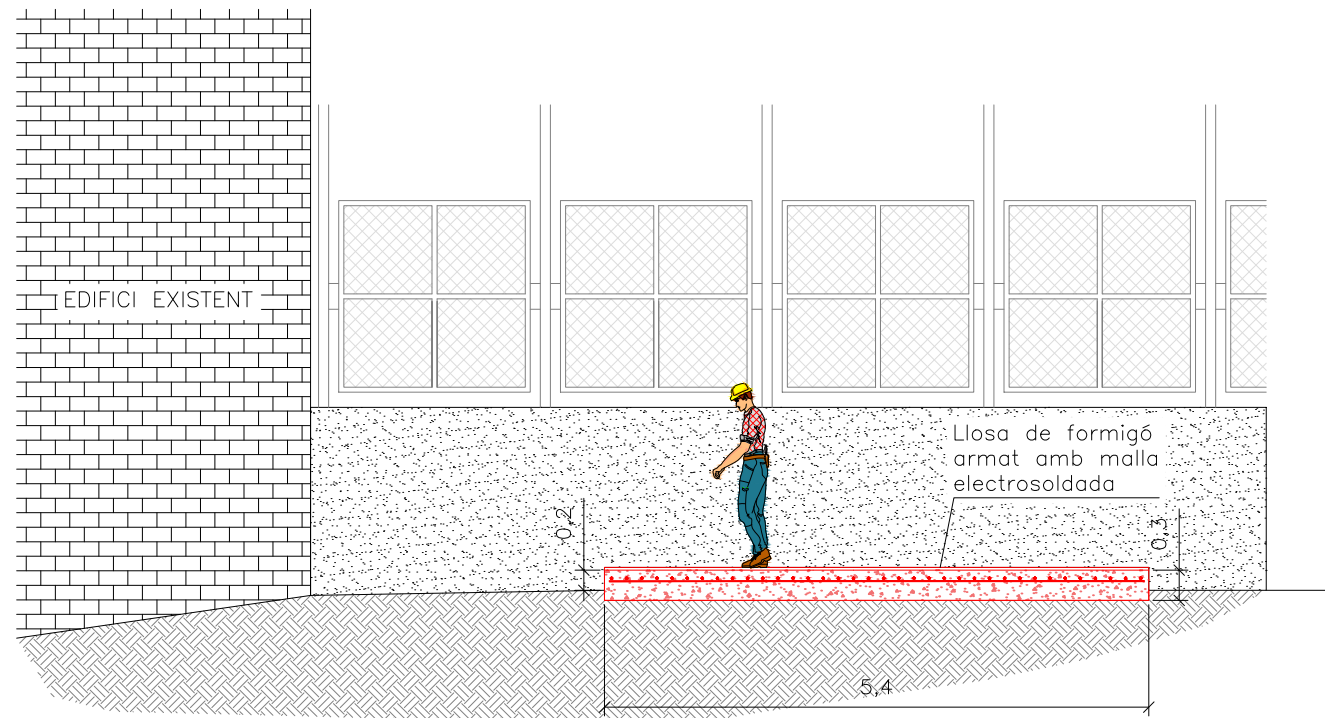 EDIFICI EXISTENT
Llosa de formigó
armat amb malla
electrosoldada
0,2
0,3
5,4